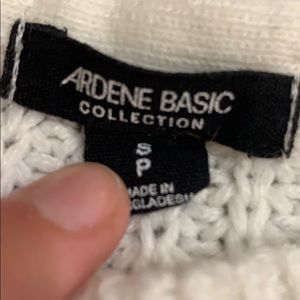 ARDENE BASIC
COLLECTION
S
P
MADE IN